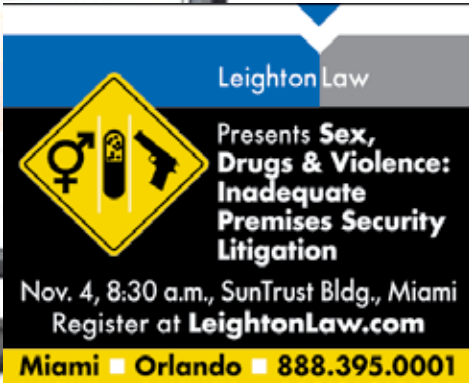 Leighton Law
Presents Sex,
Drugs & Violence:
Inadequate
Premises Security
Litigation
Nov. 4, 8:30 a.m., SunTrust Bldg., Miami
Register at LeightonLaw.com
Miami Orlando 888.395.0001